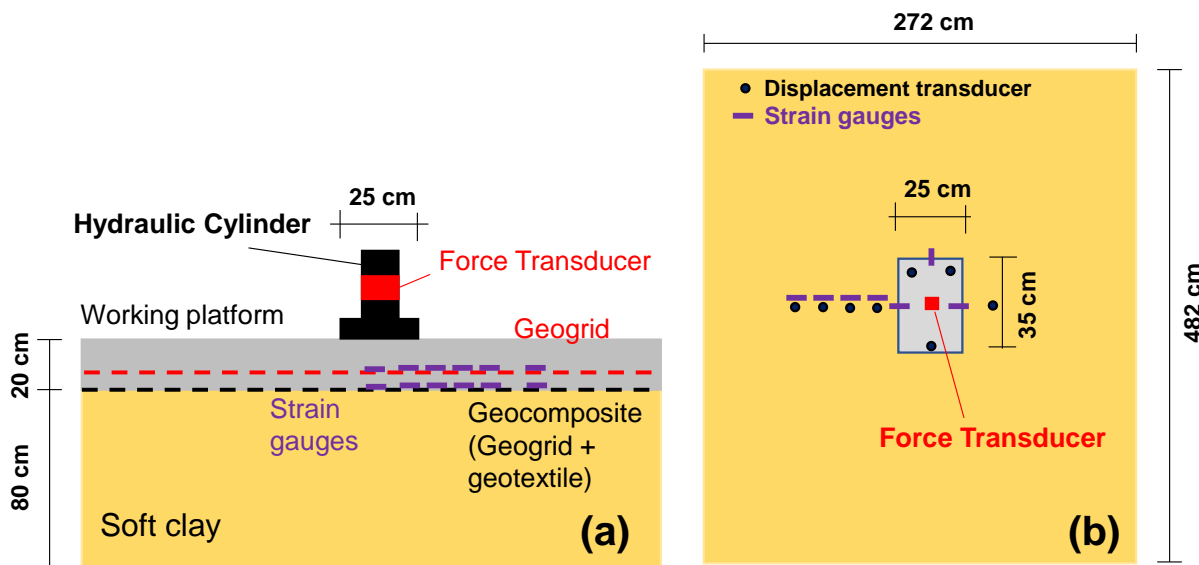 25 cm
Hydraulic Cylinder
Force Transducer
Working platform
Geogrid
20 cm
Strain
gauges
Geocomposite
(Geogrid +
geotextile)
80 cm
Soft clay
(a)
272 cm
Displacement transducer
Strain gauges
25 cm
35 cm
482 cm
Force Transducer
(b)